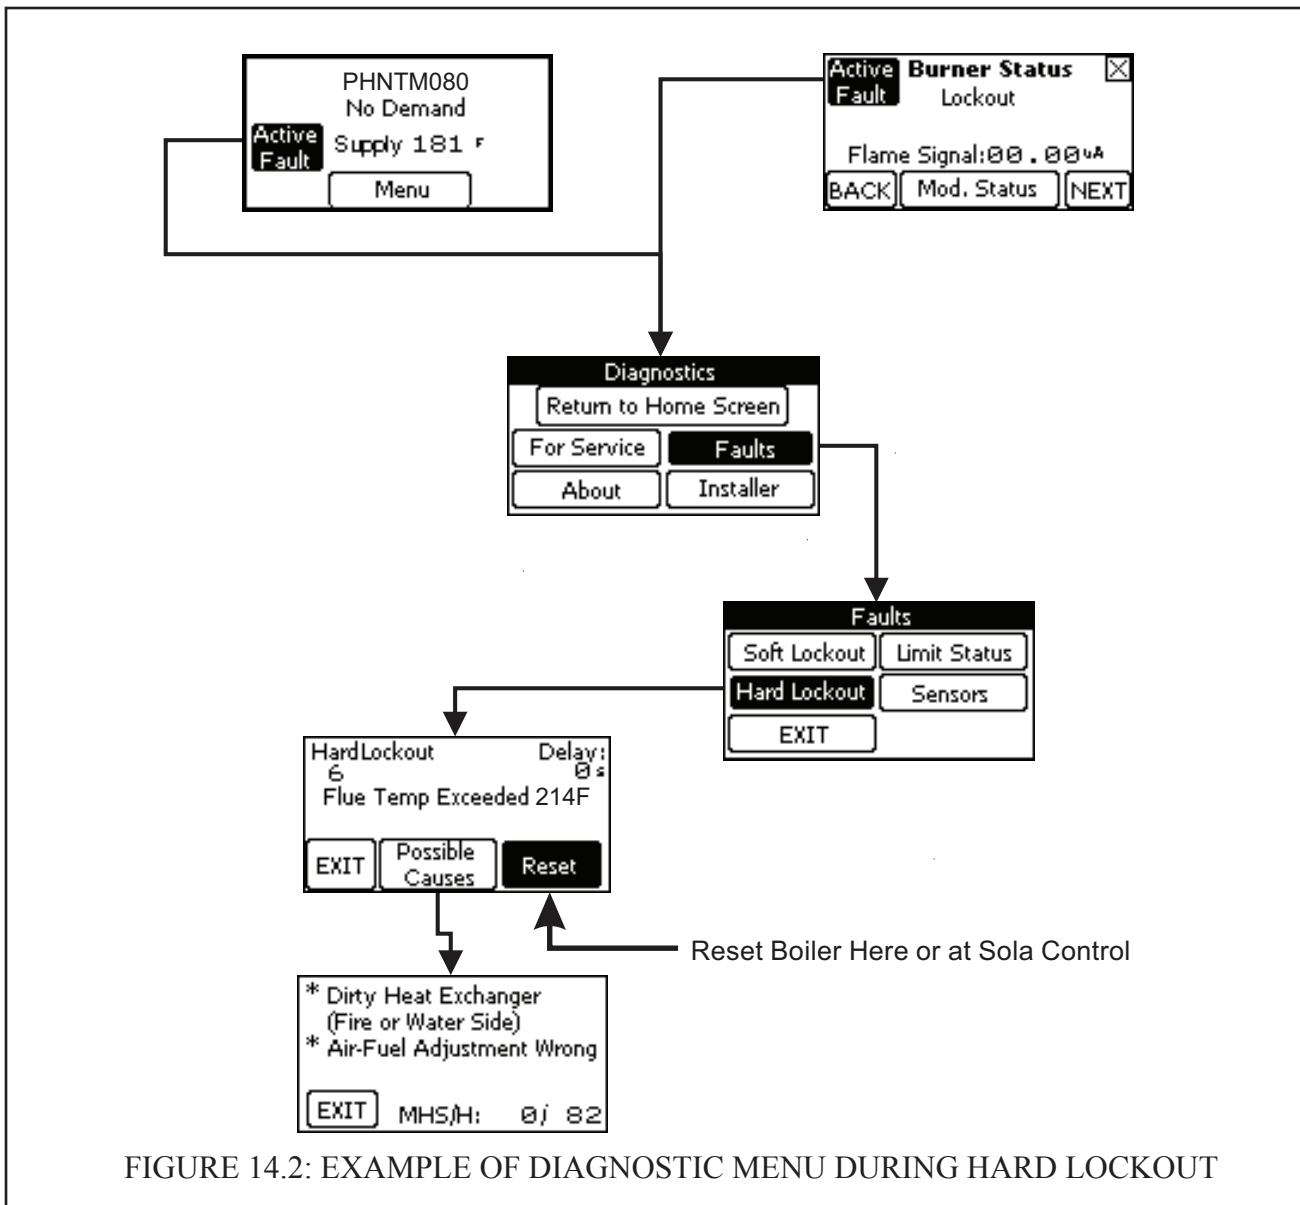 PHNTM080
No Demand
Active
Fault
Supply 181 F
Menu
Active
Fault
Burner Status
Lockout
Flame Signal:00.00uA
BACK
Mod. Status
NEXT
Diagnostics
Return to Home Screen
For Service
Faults
About
Installer
Faults
Soft Lockout
Limit Status
Hard Lockout
Sensors
EXIT
HardLockout
Delay:
6
0 s
Flue Temp Exceeded 214F
EXIT
Possible
Causes
Reset
Reset Boiler Here or at Sola Control
* Dirty Heat Exchanger
(Fire or Water Side)
* Air-Fuel Adjustment Wrong
EXIT
MHS/H: 0/ 82
FIGURE 14.2: EXAMPLE OF DIAGNOSTIC MENU DURING HARD LOCKOUT